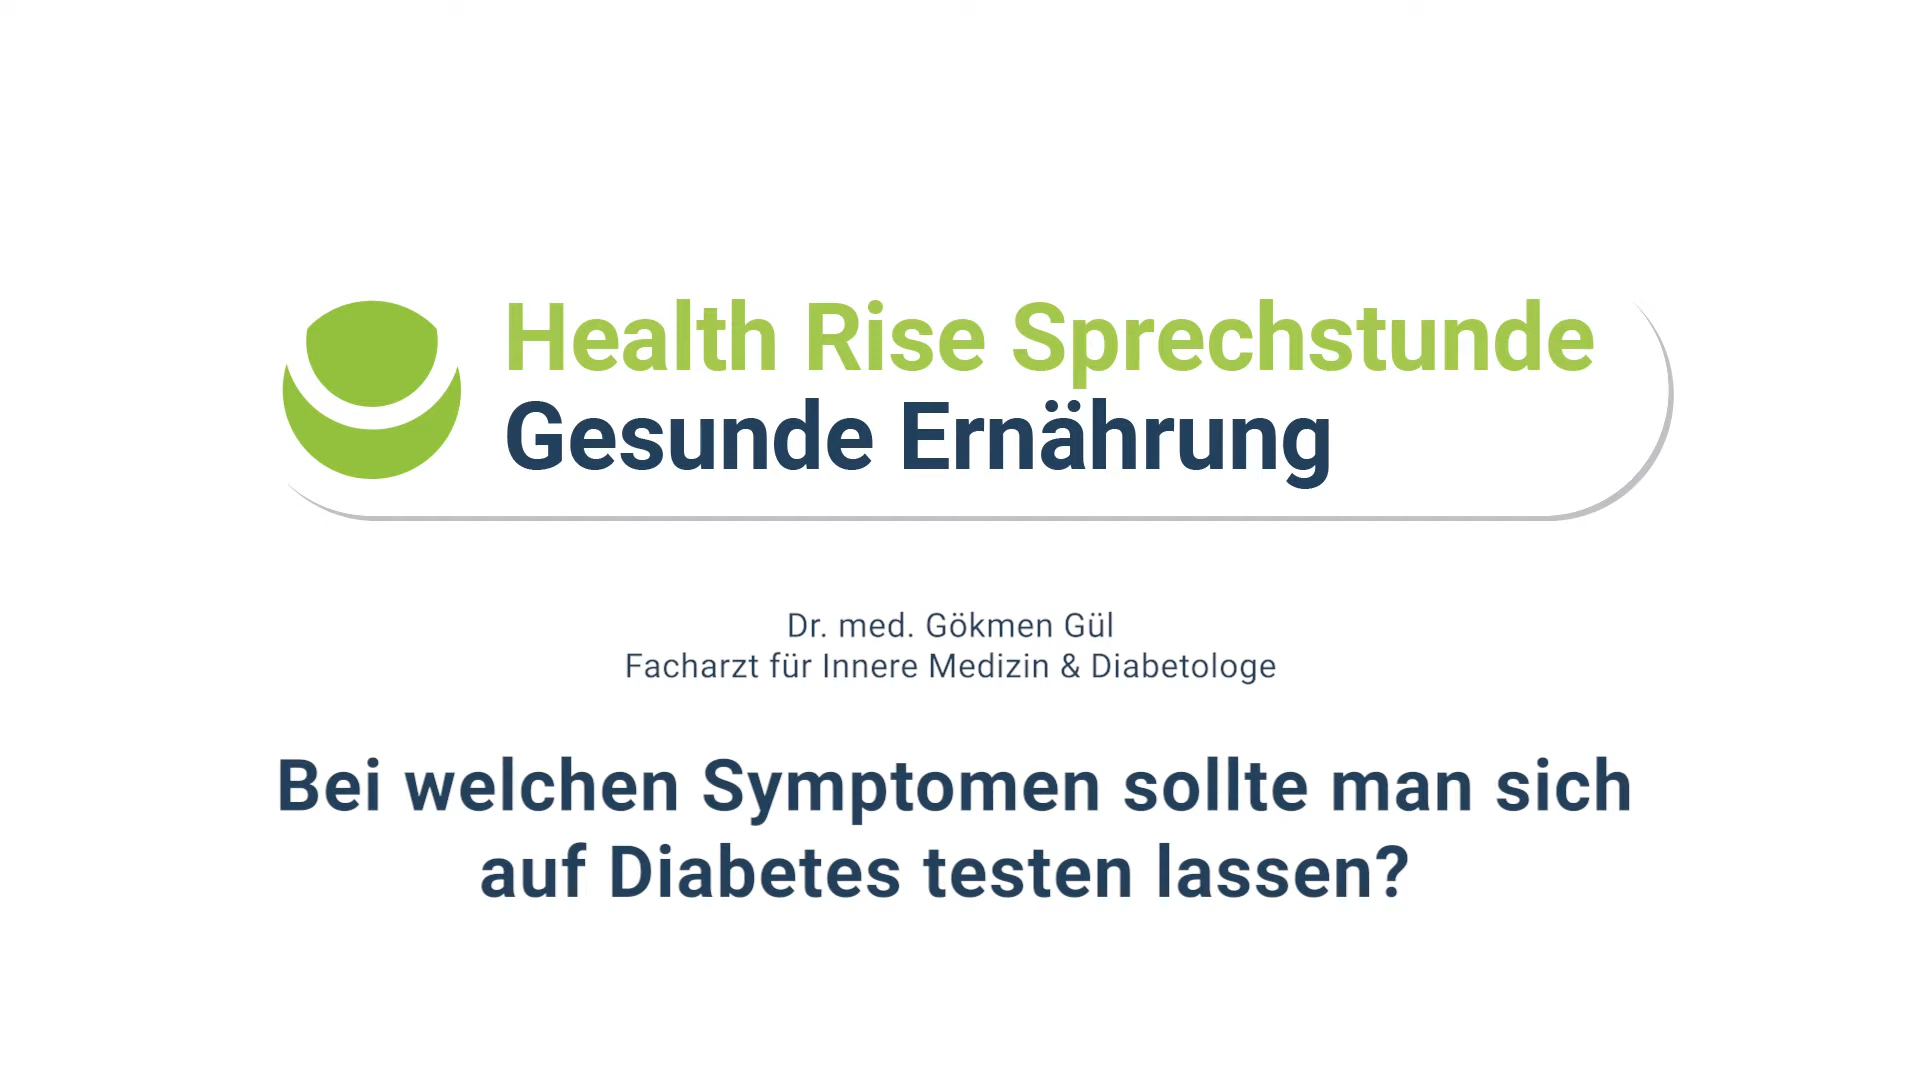 Health Rise Sprechstunde
Gesunde Ernährung
Dr. med. Gökmen Gül
Facharzt für Innere Medizin & Diabetologe
Bei welchen Symptomen sollte man sich
auf Diabetes testen lassen?